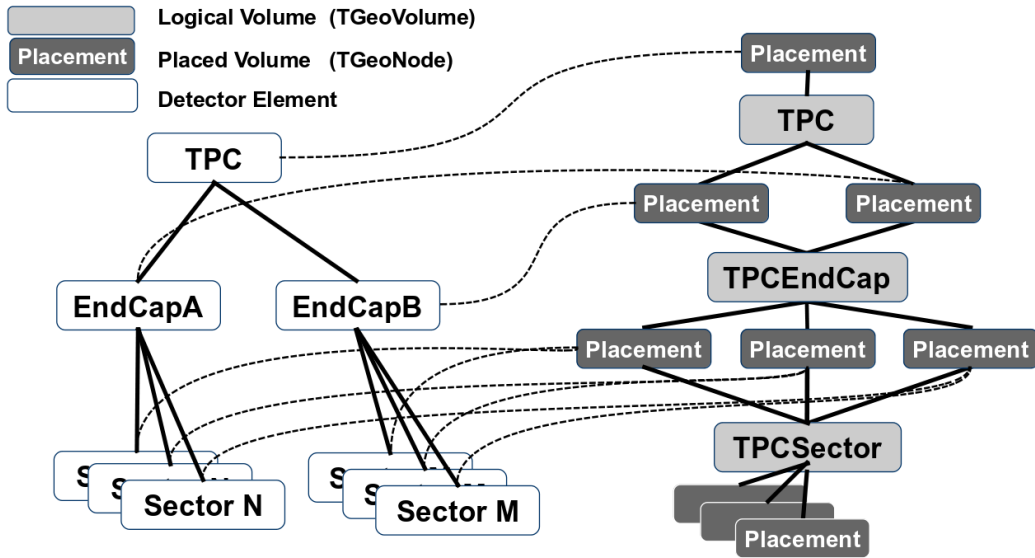 Logical Volume (TGeoVolume)
Placement
Placed Volume (TGeoNode)
Detector Element
Placement
TPC
TPC
Placement
Placement
TPCEndCap
EndCapA
EndCapB
Placement
Placement
Placement
TPCSector
Sector N
Sector M
Placement